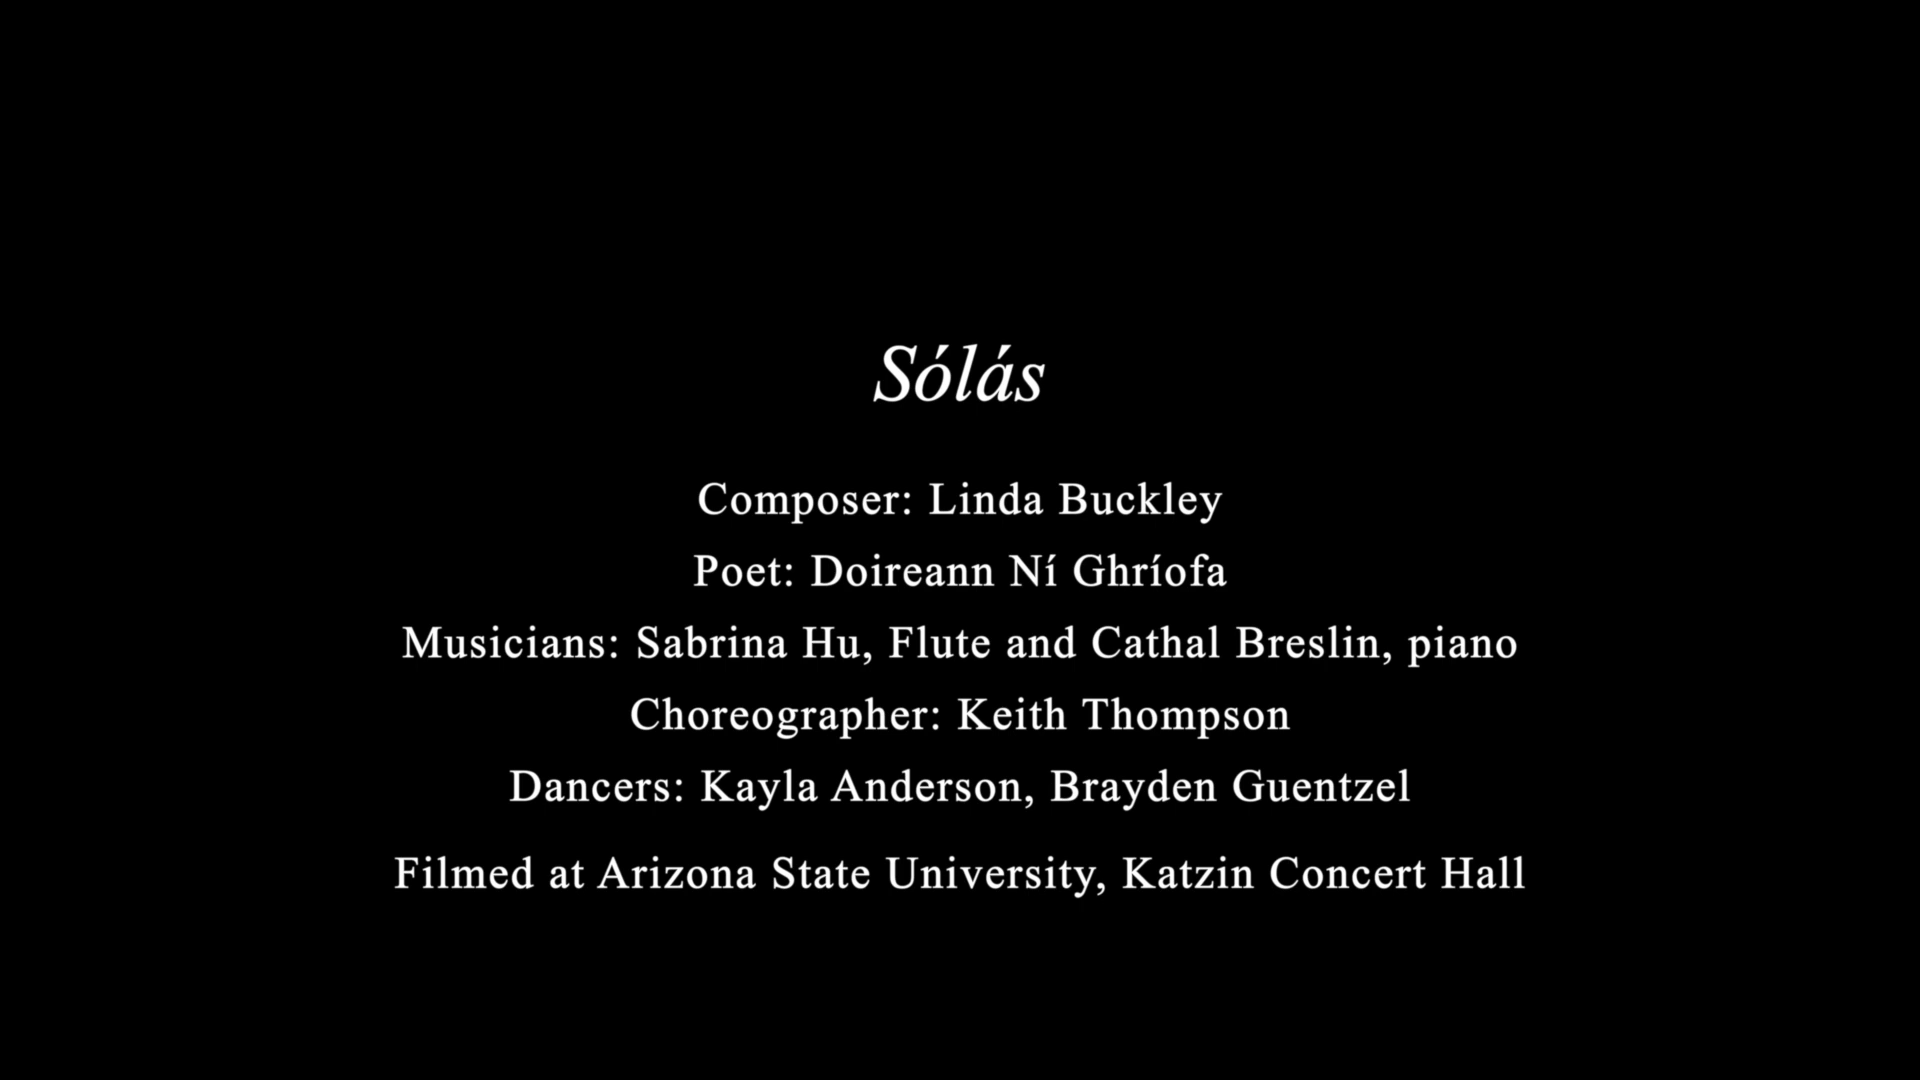 Sólás
Composer: Linda Buckley
Poet: Doireann Ní Ghríofa
Musicians: Sabrina Hu, Flute and Cathal Breslin, piano
Choreographer: Keith Thompson
Dancers: Kayla Anderson, Brayden Guentzel
Filmed at Arizona State University, Katzin Concert Hall